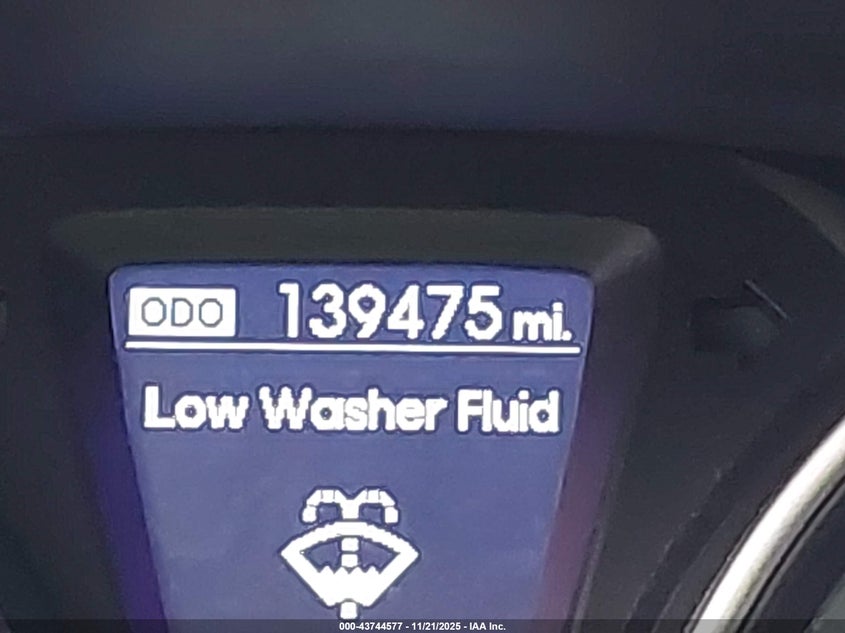 ODO 139475 mi.
Low Washer Fluid
000-43744577 - 11/21/2025 - IAA Inc.